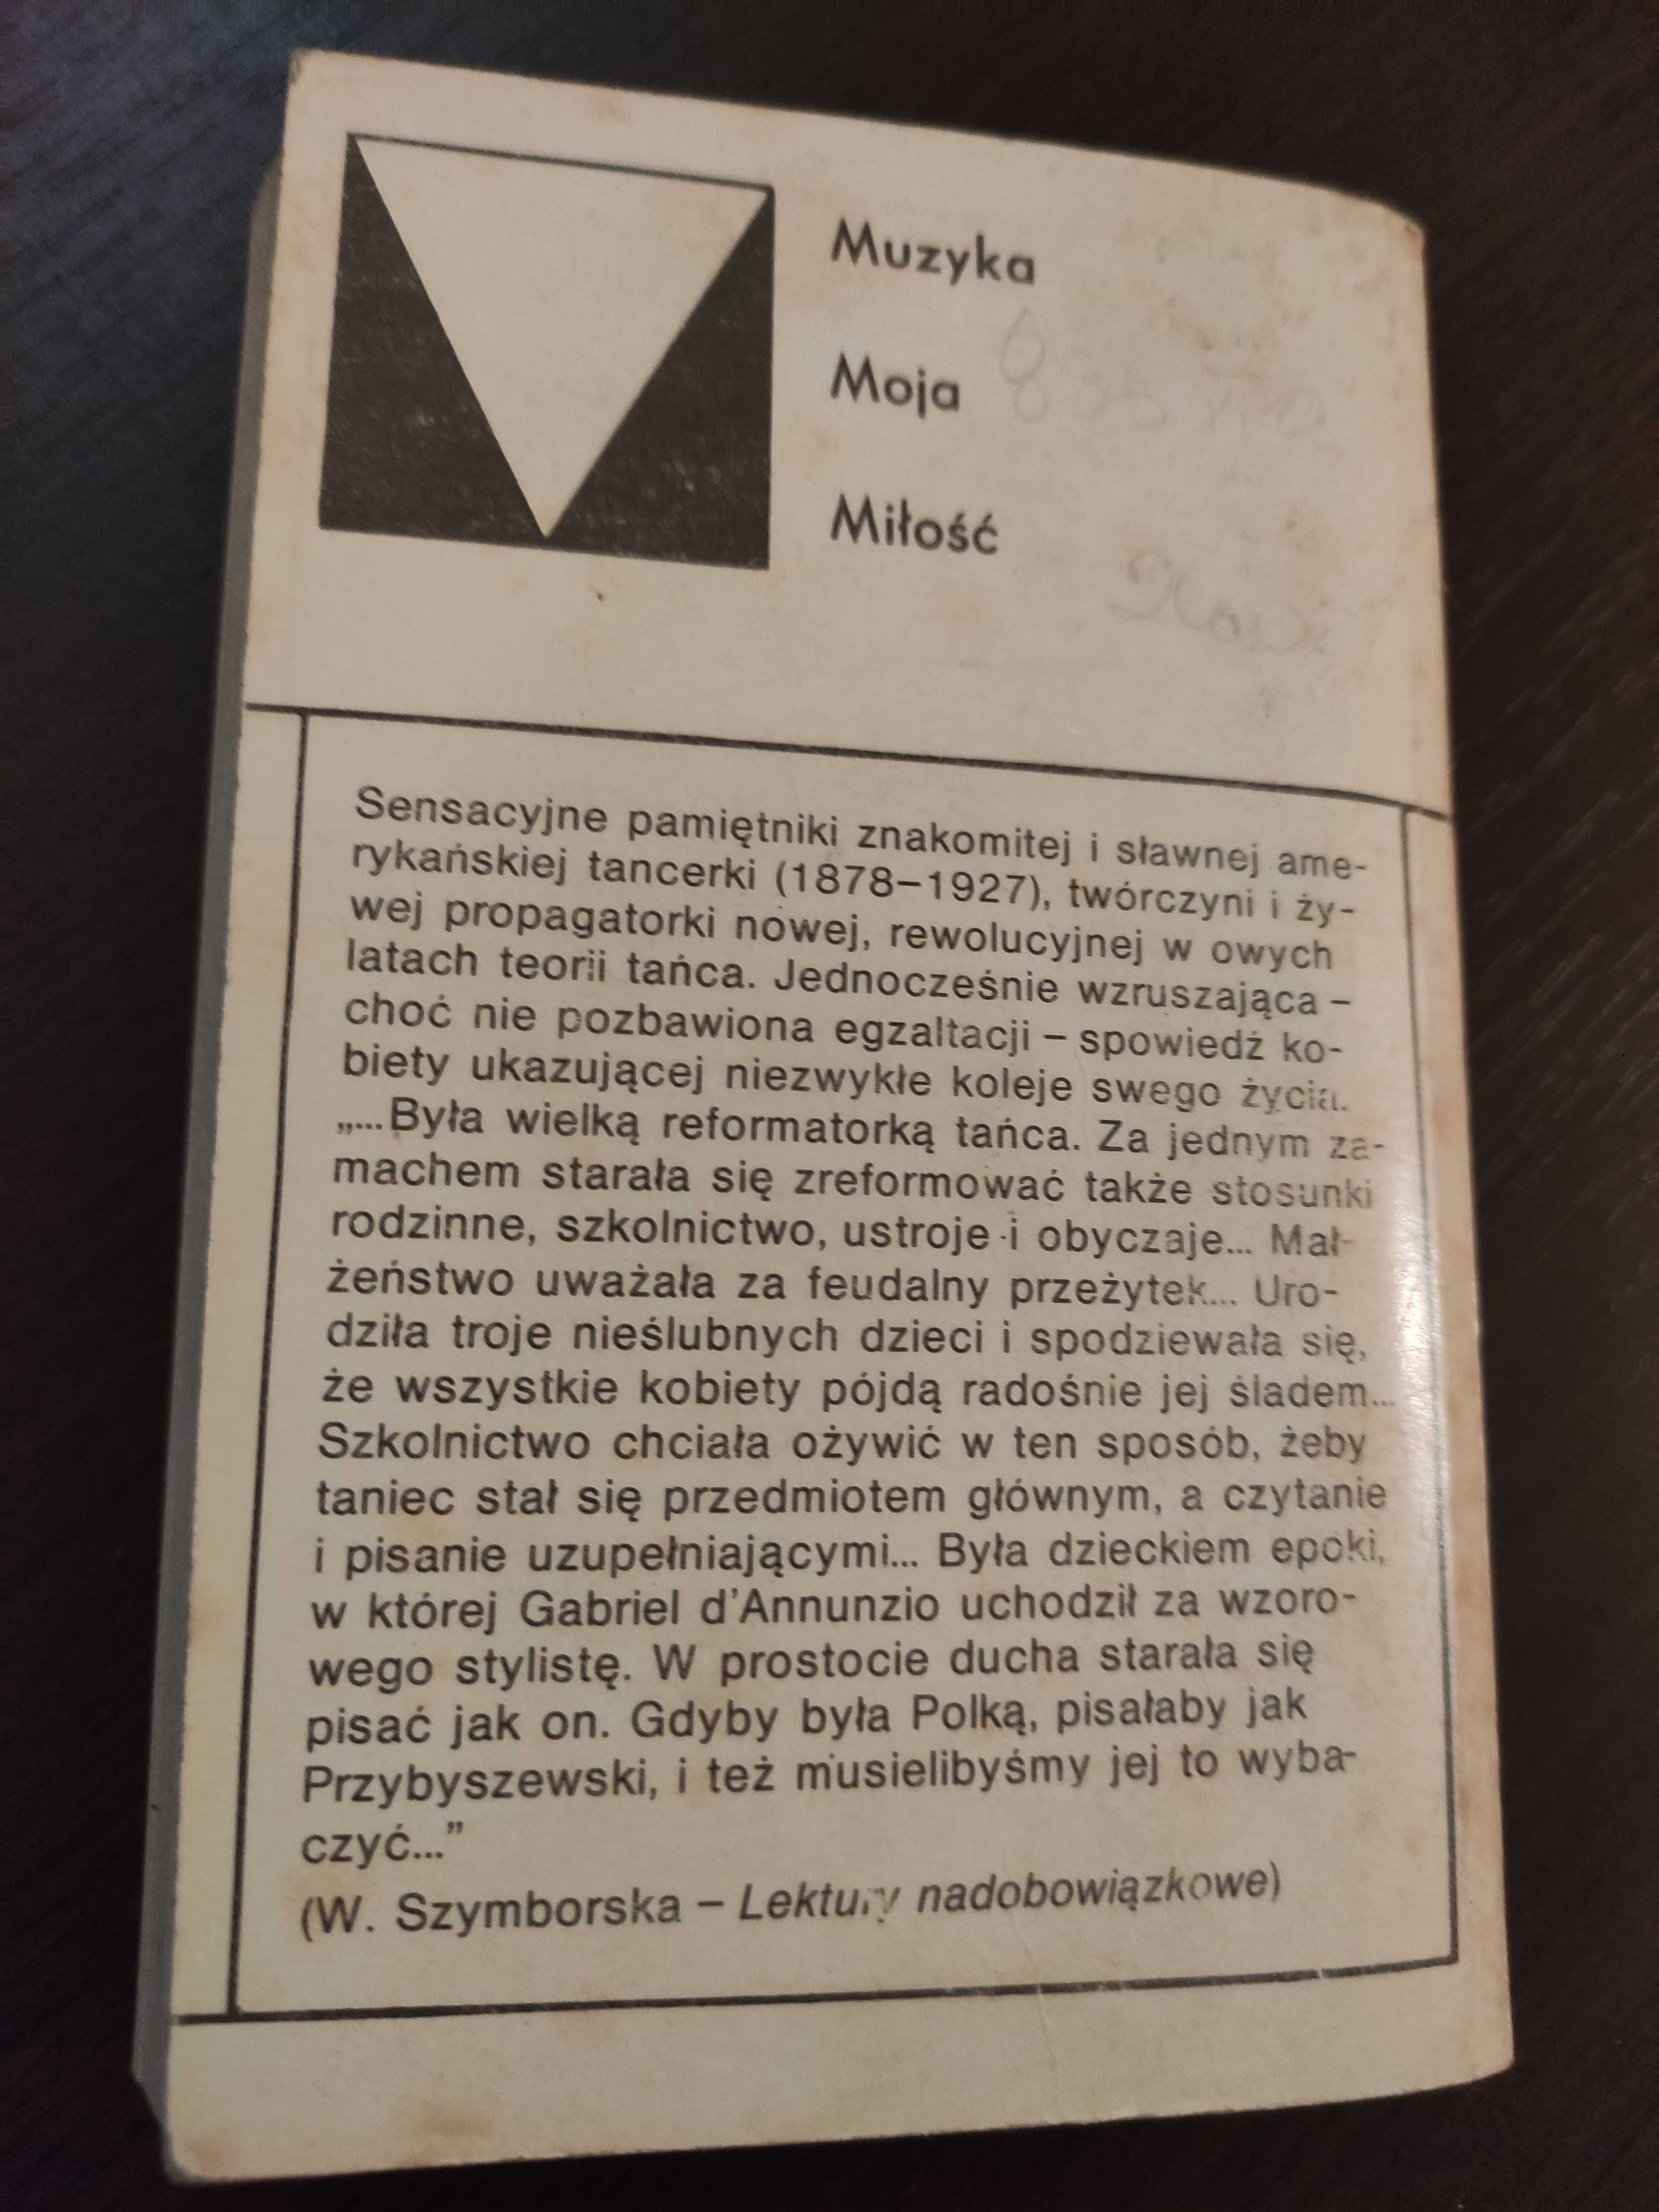 Muzyka
Moja
Miłość
Sensacyjne pamiętniki znakomitej i sławnej ame-
rykańskiej tancerki (1878–1927), twórczyni i ży-
wej propagatorki nowej, rewolucyjnej w owych
latach teorii tańca. Jednocześnie wzruszająca –
choć nie pozbawiona egzaltacji – spowiedź ko-
biety ukazującej niezwykłe koleje swego życia.
„...Była wielką reformatorką tańca. Za jednym za-
machem starała się zreformować także stosunki
rodzinne, szkolnictwo, ustroje i obyczaje... Mał-
żeństwo uważała za feudalny przeżytek... Uro-
dziła troje nieślubnych dzieci i spodziewała się,
że wszystkie kobiety pójdą radośnie jej śladem...
Szkolnictwo chciała ożywić w ten sposób, żeby
taniec stał się przedmiotem głównym, a czytanie
i pisanie uzupełniającymi... Była dzieckiem epoki,
w której Gabriel d'Annunzio uchodził za wzoro-
wego stylistę. W prostocie ducha starała się
pisać jak on. Gdyby była Polką, pisałaby jak
Przybyszewski, i też musielibyśmy jej to wyba-
czyć..."
(W. Szymborska – Lektury nadobowiązkowe)